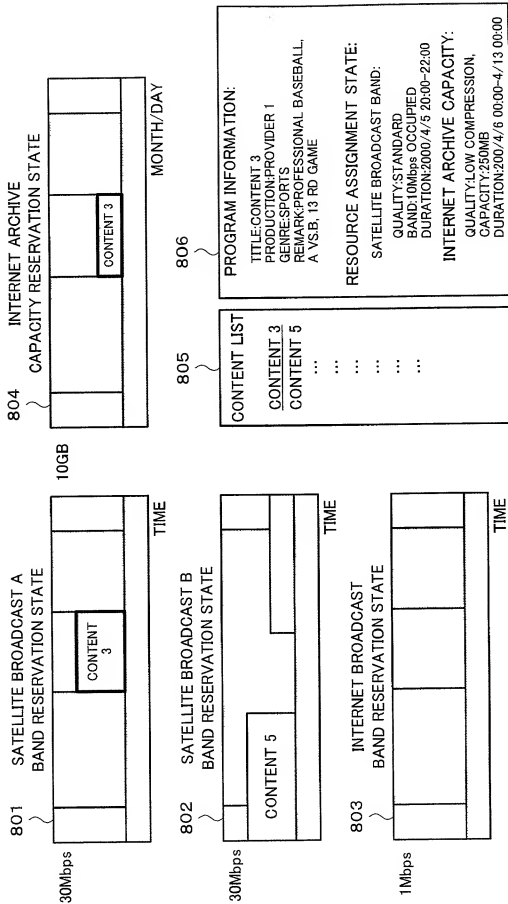 801
SATELLITE BROADCAST A
BAND RESERVATION STATE
30Mbps
CONTENT
3
TIME
802
SATELLITE BROADCAST B
BAND RESERVATION STATE
30Mbps
CONTENT 5
TIME
803
INTERNET BROADCAST
BAND RESERVATION STATE
1Mbps
TIME
804
INTERNET ARCHIVE
CAPACITY RESERVATION STATE
10GB
CONTENT 3
MONTH/DAY
805
CONTENT LIST
CONTENT 3
CONTENT 5
...
...
...
...
...
...
806
PROGRAM INFORMATION:
TITLE:CONTENT 3
PRODUCTION:PROVIDER 1
GENRE:SPORTS
REMARK:PROFESSIONAL BASEBALL,
A VS.B, 13 RD GAME
RESOURCE ASSIGNMENT STATE:
SATELLITE BROADCAST BAND:
QUALITY:STANDARD
BAND:10Mbps OCCUPIED
DURATION:2000/4/5 20:00-22:00
INTERNET ARCHIVE CAPACITY:
QUALITY:LOW COMPRESSION,
CAPACITY:250MB
DURATION:200/4/6 00:00-4/13 00:00